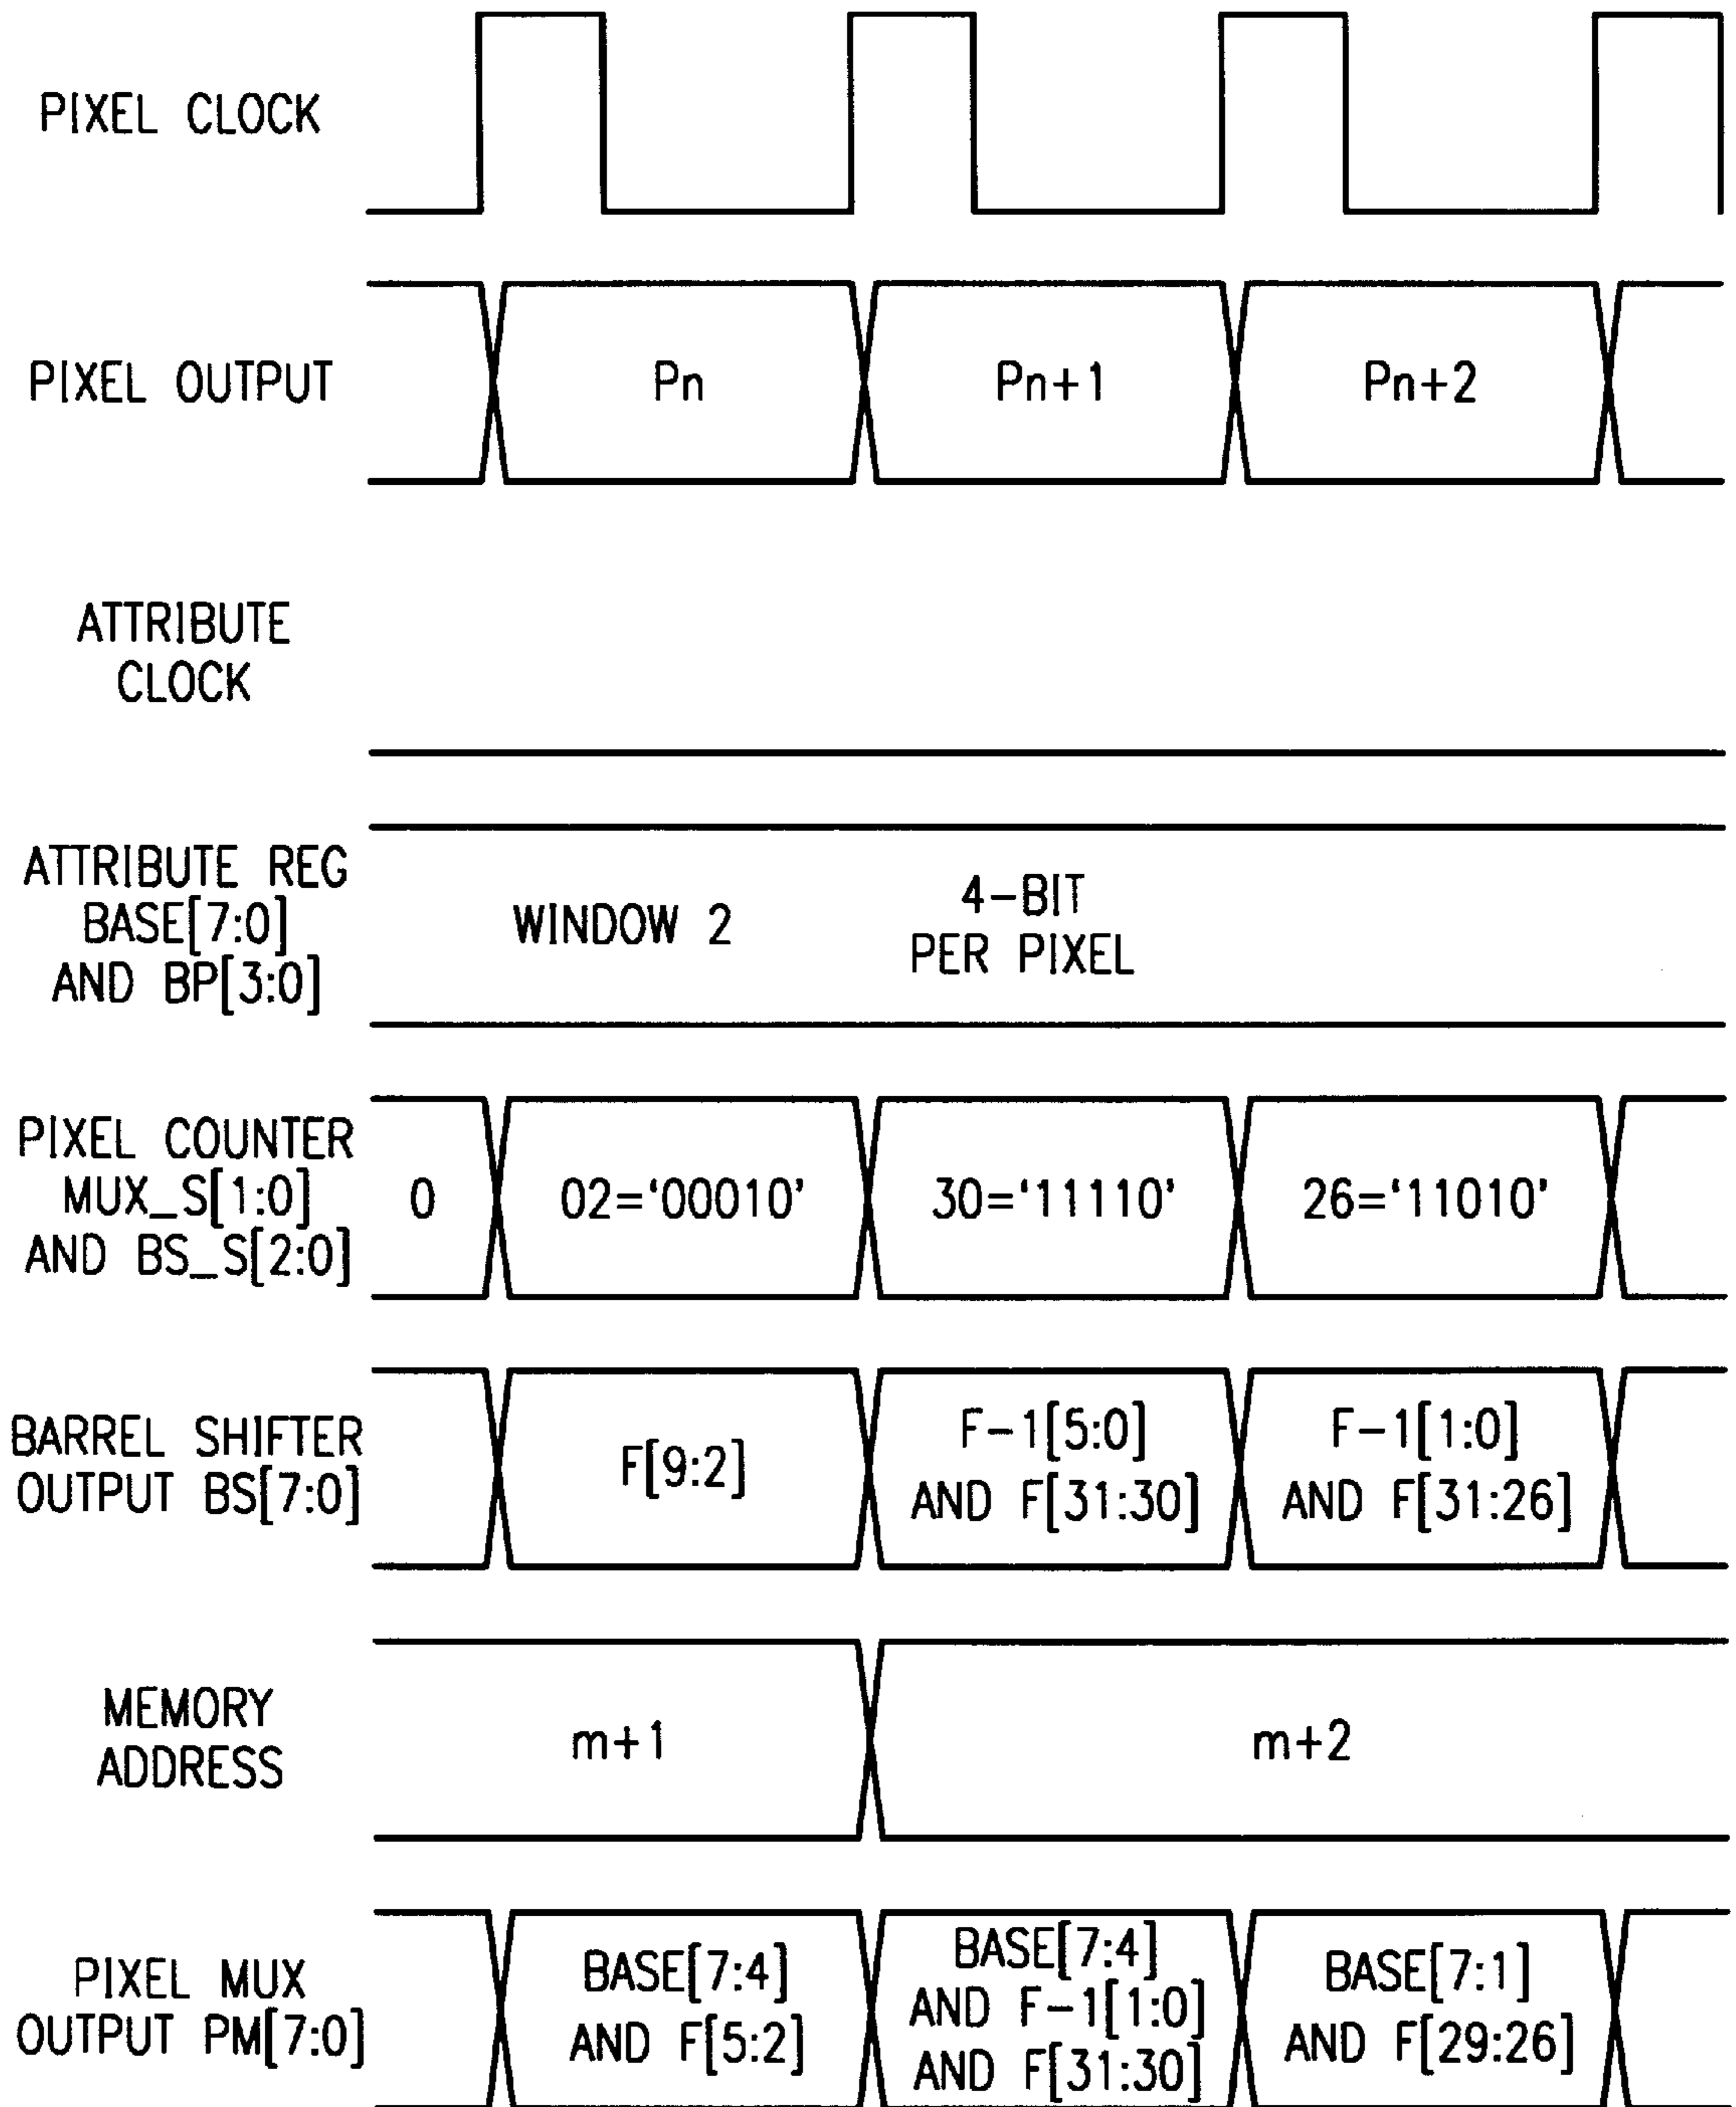 PIXEL CLOCK
PIXEL OUTPUT
Pn
Pn+1
Pn+2
ATTRIBUTE
CLOCK
ATTRIBUTE REG
BASE[7:0]
AND BP[3:0]
WINDOW 2
4-BIT
PER PIXEL
PIXEL COUNTER
MUX_S[1:0]
AND BS_S[2:0]
0
02=‘00010’
30=‘11110’
26=‘11010’
BARREL SHIFTER
OUTPUT BS[7:0]
F[9:2]
F-1[5:0]
AND F[31:30]
F-1[1:0]
AND F[31:26]
MEMORY
ADDRESS
m+1
m+2
PIXEL MUX
OUTPUT PM[7:0]
BASE[7:4]
AND F[5:2]
BASE[7:4]
AND F-1[1:0]
AND F[31:30]
BASE[7:1]
AND F[29:26]